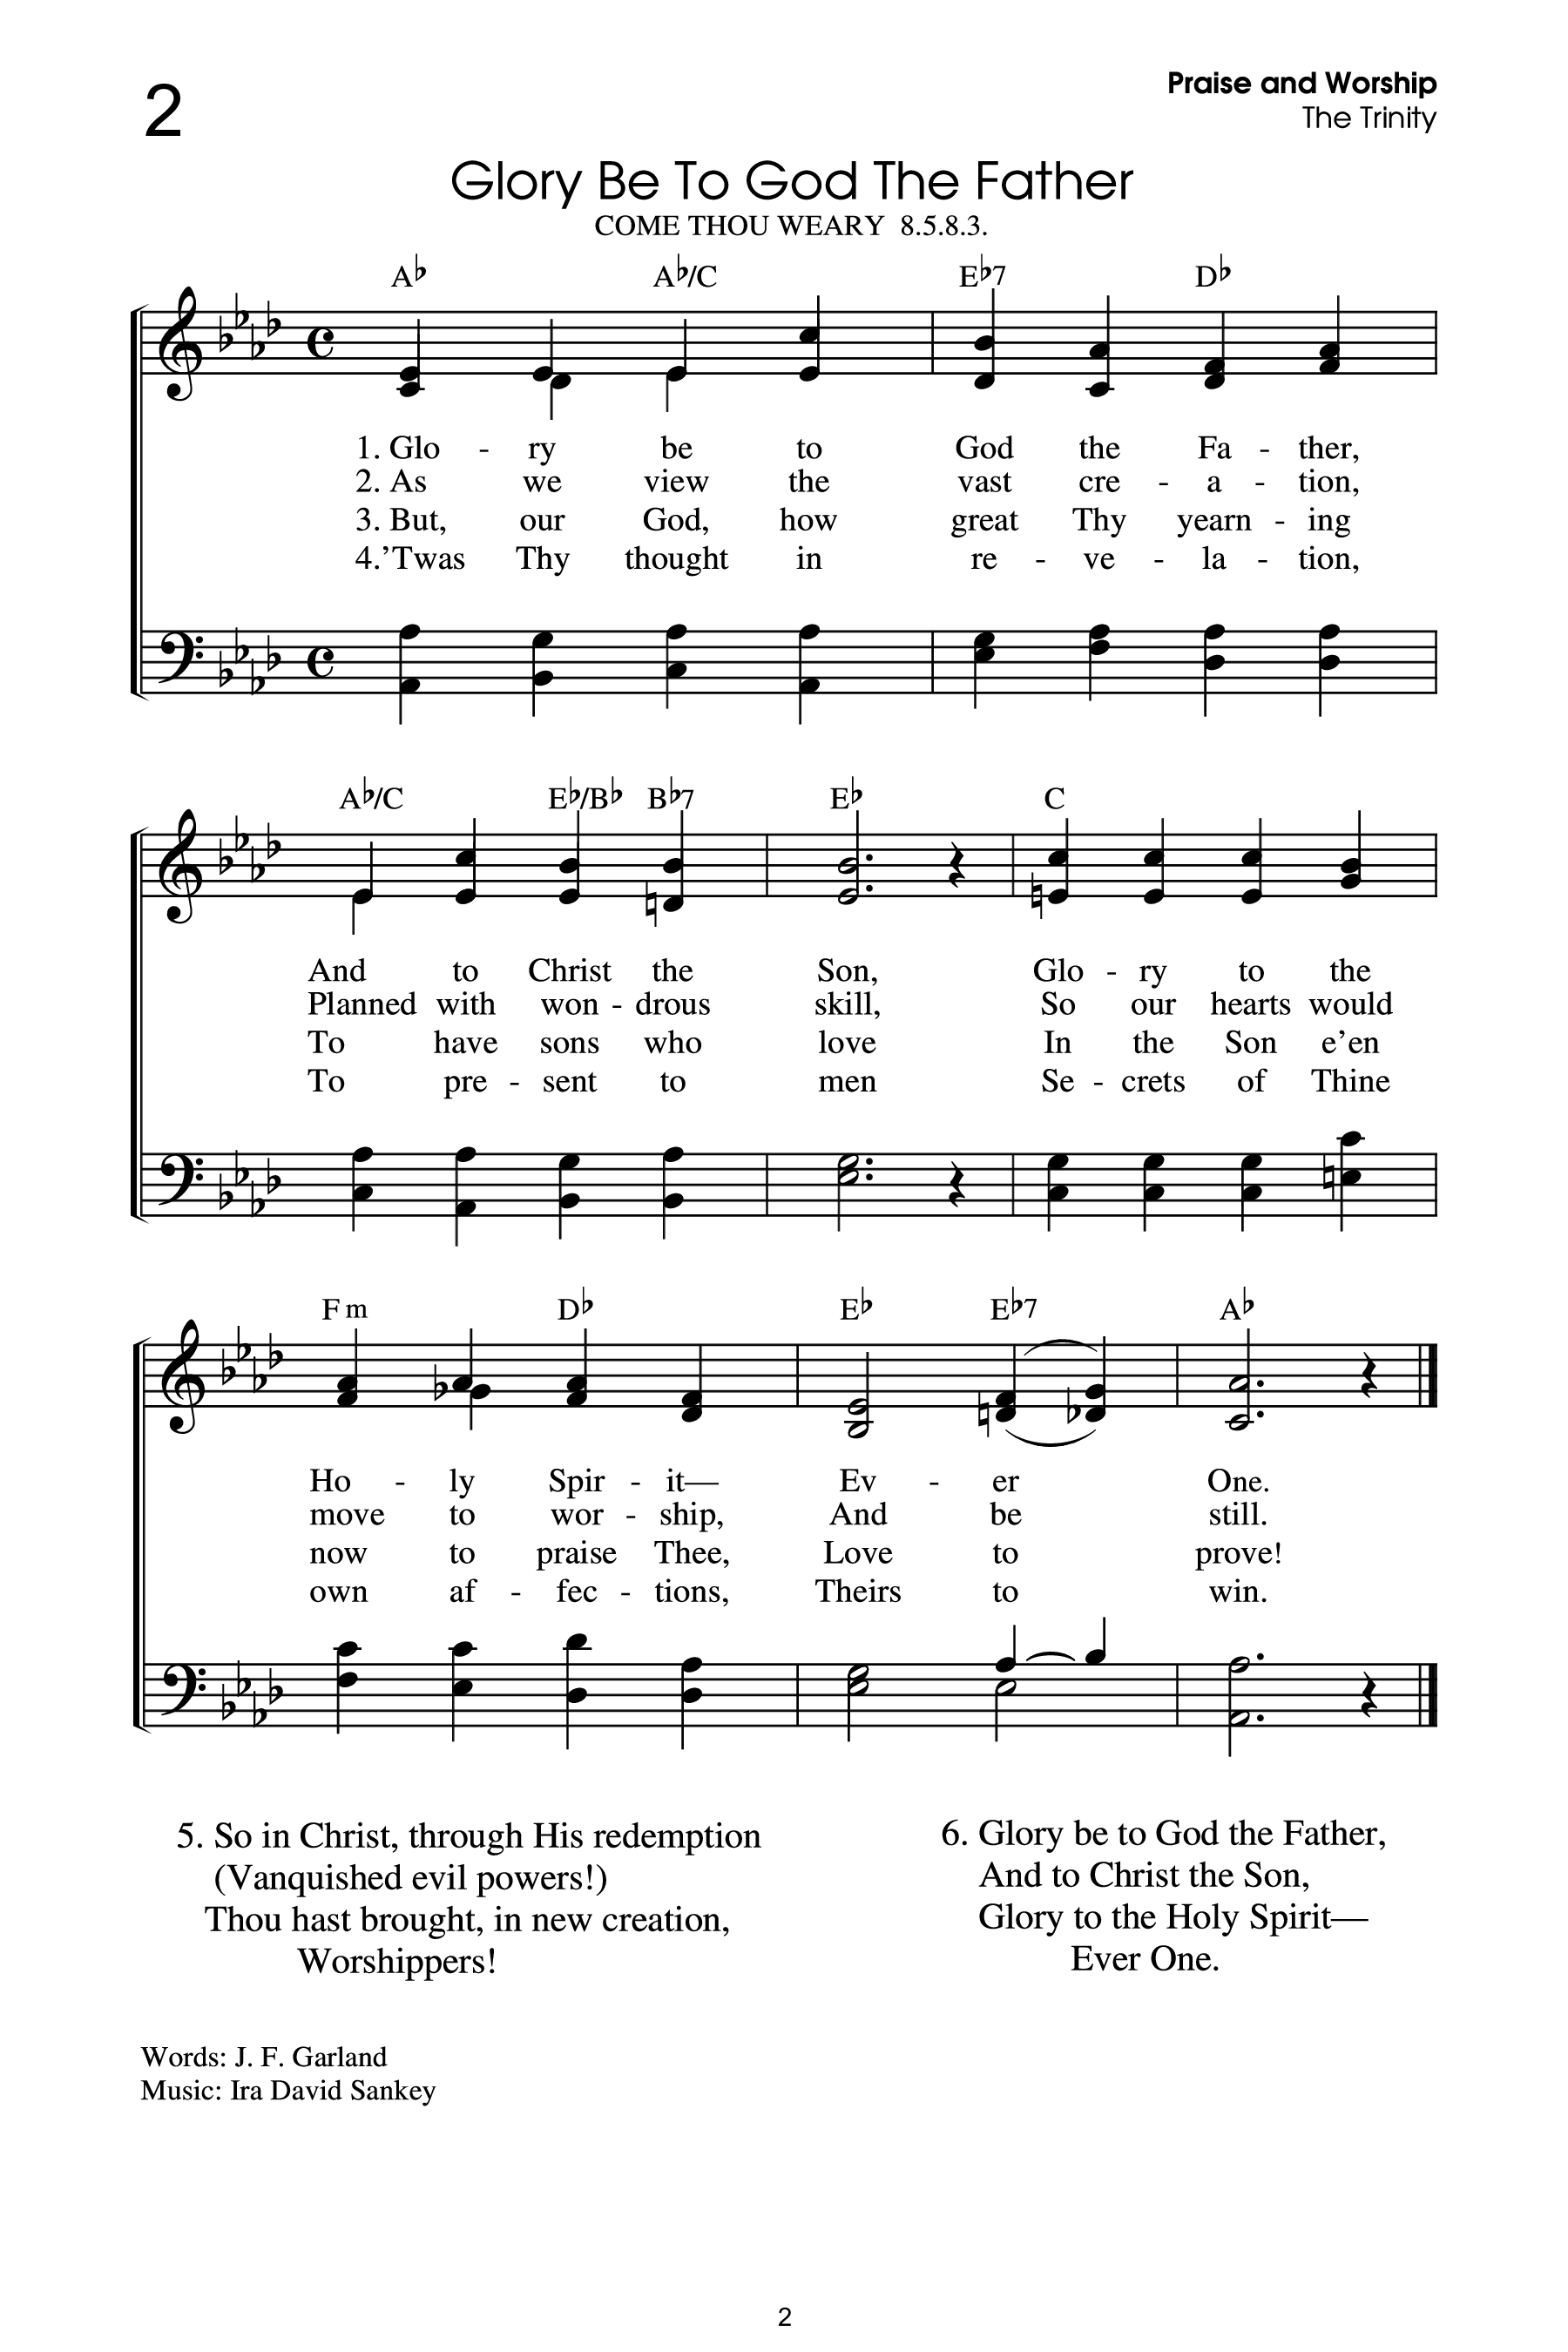 2
Praise and Worship
The Trinity
Glory Be To God The Father
COME THOU WEARY 8.5.8.3.
A♭ A♭/C E♭7 D♭
1. Glo - ry be to God the Fa - ther,
2. As we view the vast cre - a - tion,
3. But, our God, how great Thy yearn - ing
4. ’Twas Thy thought in re - ve - la - tion,
A♭/C E♭/B♭ B♭7 E♭ C
And to Christ the Son, Glo - ry to the
Planned with won - drous skill, So our hearts would
To have sons who love In the Son e’en
To pre - sent to men Se - crets of Thine
F m D♭ E♭ E♭7 A♭
Ho - ly Spir - it— Ev - er One.
move to wor - ship, And be still.
now to praise Thee, Love to prove!
own af - fec - tions, Theirs to win.
5. So in Christ, through His redemption
(Vanquished evil powers!)
Thou hast brought, in new creation,
Worshippers!
6. Glory be to God the Father,
And to Christ the Son,
Glory to the Holy Spirit—
Ever One.
Words: J. F. Garland
Music: Ira David Sankey
2